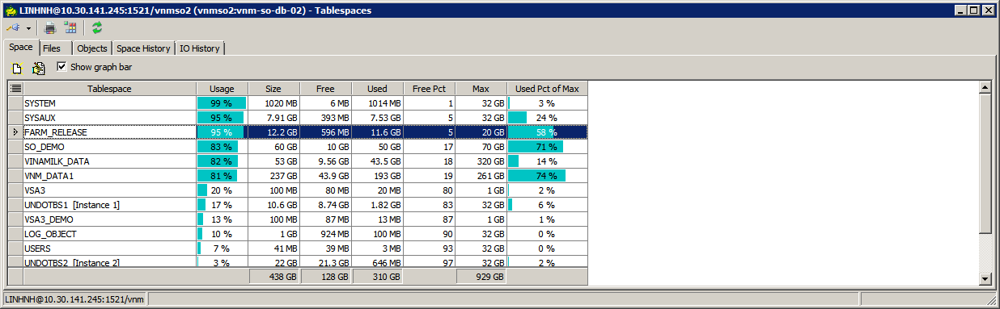 LINHNH@10.30.141.245:1521/vnmso2 (vnmso2:vnm-so-db-02) - Tablespaces
Space Files Objects Space History IO History
Show graph bar
Tablespace Usage Size Free Used Free Pct Max Used Pct of Max
SYSTEM 99 % 1020 MB 6 MB 1014 MB 1 32 GB 3 %
SYSAUX 95 % 7.91 GB 393 MB 7.53 GB 5 32 GB 24 %
FARM_RELEASE 95 % 12.2 GB 596 MB 11.6 GB 5 20 GB 58 %
SO_DEMO 83 % 60 GB 10 GB 50 GB 17 70 GB 71 %
VINAMILK_DATA 82 % 53 GB 9.56 GB 43.5 GB 18 320 GB 14 %
VNM_DATA1 81 % 237 GB 43.9 GB 193 GB 19 261 GB 74 %
VSA3 20 % 100 MB 80 MB 20 MB 80 1 GB 2 %
UNDOTBS1 [Instance 1] 17 % 10.6 GB 8.74 GB 1.82 GB 83 32 GB 6 %
VSA3_DEMO 13 % 100 MB 87 MB 13 MB 87 1 GB 1 %
LOG_OBJECT 10 % 1 GB 924 MB 100 MB 90 32 GB 0 %
USERS 7 % 41 MB 39 MB 3 MB 93 32 GB 0 %
UNDOTBS2 [Instance 2] 3 % 22 GB 21.3 GB 646 MB 97 32 GB 2 %
438 GB 128 GB 310 GB 929 GB
LINHNH@10.30.141.245:1521/vnm